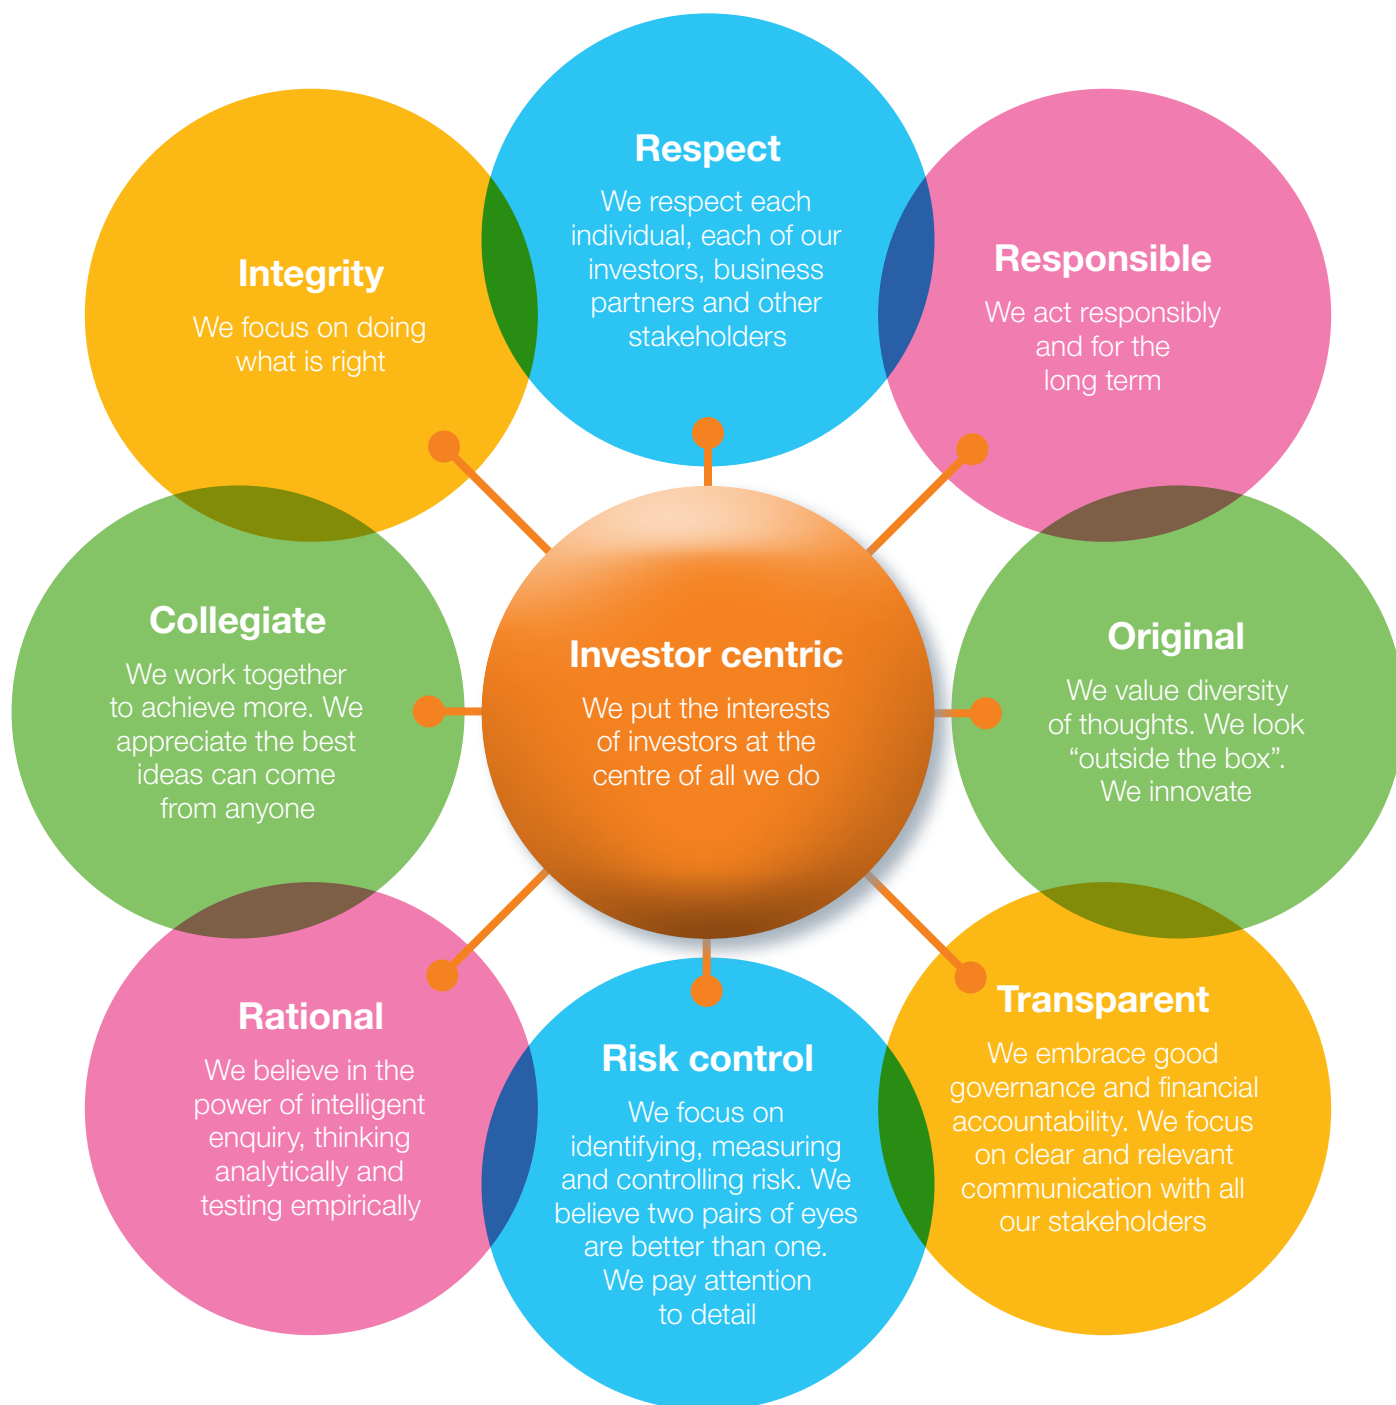 Respect
We respect each
individual, each of our
investors, business
partners and other
stakeholders
Integrity
We focus on doing
what is right
Responsible
We act responsibly
and for the
long term
Collegiate
We work together
to achieve more. We
appreciate the best
ideas can come
from anyone
Investor centric
We put the interests
of investors at the
centre of all we do
Original
We value diversity
of thoughts. We look
“outside the box”.
We innovate
Rational
We believe in the
power of intelligent
enquiry, thinking
analytically and
testing empirically
Risk control
We focus on
identifying, measuring
and controlling risk. We
believe two pairs of eyes
are better than one.
We pay attention
to detail
Transparent
We embrace good
governance and financial
accountability. We focus
on clear and relevant
communication with all
our stakeholders